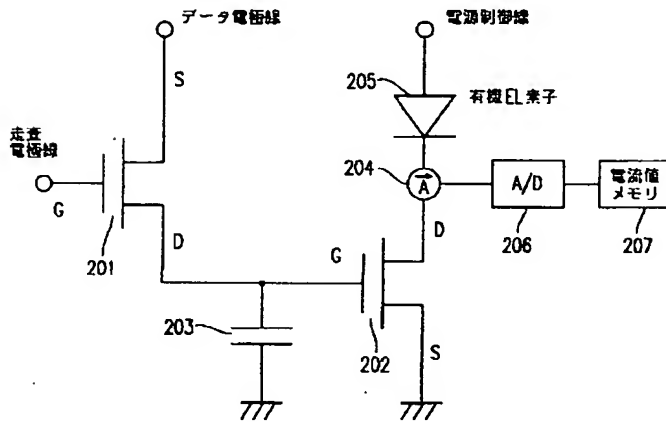 データ電極線
電源制御線
S
205
有機EL素子
走査
電極線
204
A
A/D
電流値
メモリ
G
201
D
206
207
D
G
203
202
S